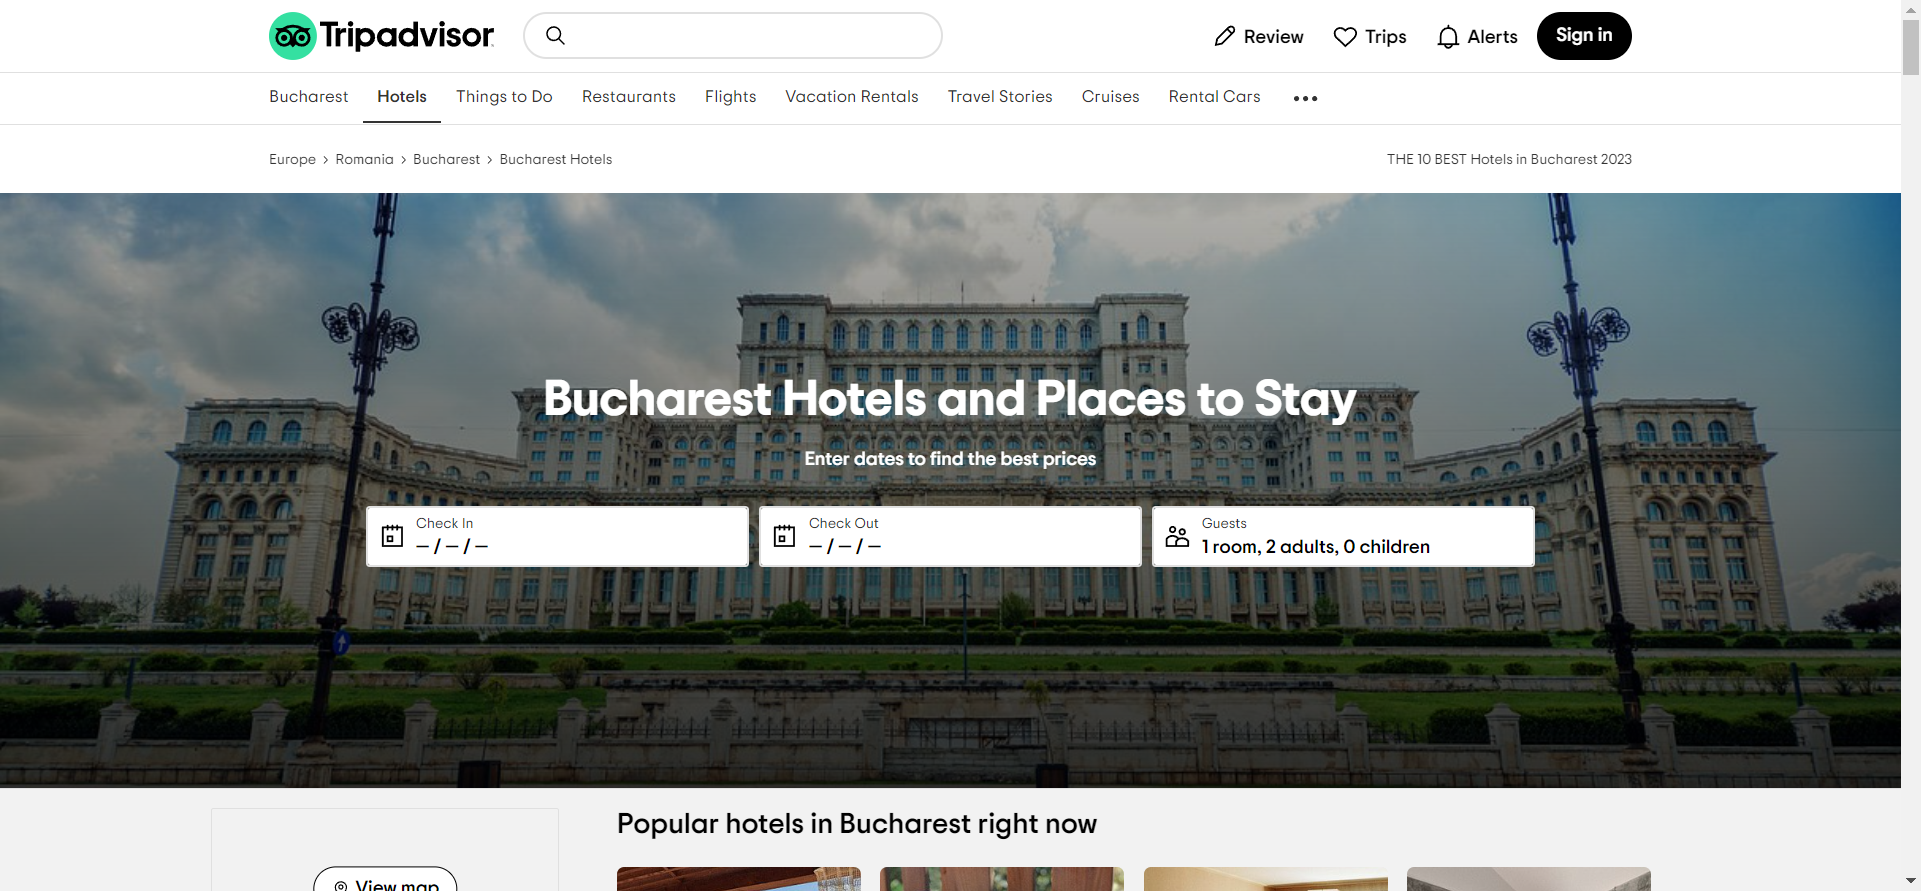 Tripadvisor
Review
Trips
Alerts
Sign in
Bucharest
Hotels
Things to Do
Restaurants
Flights
Vacation Rentals
Travel Stories
Cruises
Rental Cars
Europe › Romania › Bucharest › Bucharest Hotels
THE 10 BEST Hotels in Bucharest 2023
Bucharest Hotels and Places to Stay
Enter dates to find the best prices
Check In
– / – / –
Check Out
– / – / –
Guests
1 room, 2 adults, 0 children
Popular hotels in Bucharest right now
View map